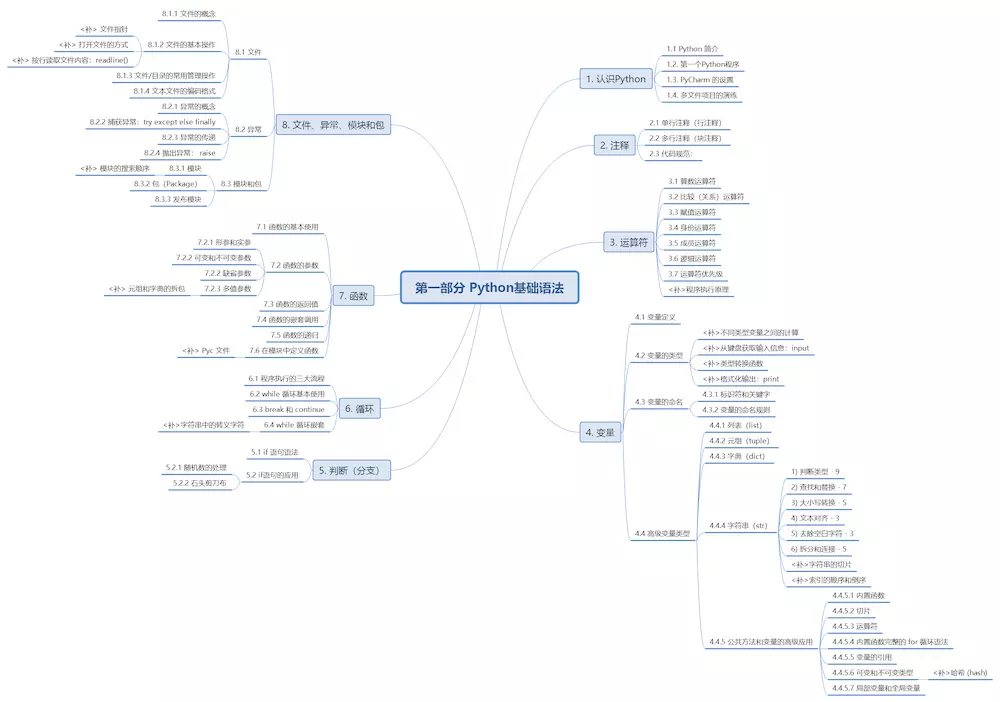 第一部分 Python基础语法
1. 认识Python
1.1 Python 简介
1.2. 第一个Python程序
1.3. PyCharm 的设置
1.4. 多文件项目的演练
2. 注释
2.1 单行注释（行注释）
2.2 多行注释（块注释）
2.3 代码规范：
3. 运算符
3.1 算数运算符
3.2 比较（关系）运算符
3.3 赋值运算符
3.4 身份运算符
3.5 成员运算符
3.6 逻辑运算符
3.7 运算符优先级
<补>程序执行原理
4. 变量
4.1 变量定义
4.2 变量的类型
<补>不同类型变量之间的计算
<补>从键盘获取输入信息：input
<补>类型转换函数
<补>格式化输出：print
4.3 变量的命名
4.3.1 标识符和关键字
4.3.2 变量的命名规则
4.4 高级变量类型
4.4.1 列表（list）
4.4.2 元组（tuple）
4.4.3 字典（dict）
4.4.4 字符串（str）
1) 判断类型 - 9
2) 查找和替换 - 7
3) 大小写转换 - 5
4) 文本对齐 - 3
5) 去除空白字符 - 3
6) 拆分和连接 - 5
<补>字符串的切片
<补>索引的顺序和倒序
4.4.5 公共方法和变量的高级应用
4.4.5.1 内置函数
4.4.5.2 切片
4.4.5.3 运算符
4.4.5.4 内置函数完整的 for 循环语法
4.4.5.5 变量的引用
4.4.5.6 可变和不可变类型
<补>哈希 (hash)
4.4.5.7 局部变量和全局变量
5. 判断（分支）
5.1 if 语句语法
5.2 if语句的应用
5.2.1 随机数的处理
5.2.2 石头剪刀布
6. 循环
6.1 程序执行的三大流程
6.2 while 循环基本使用
6.3 break 和 continue
6.4 while 循环嵌套
<补>字符串中的转义字符
7. 函数
7.1 函数的基本使用
7.2 函数的参数
7.2.1 形参和实参
7.2.2 可变和不可变参数
7.2.2 缺省参数
7.2.3 多值参数
<补> 元组和字典的拆包
7.3 函数的返回值
7.4 函数的嵌套调用
7.5 函数的递归
7.6 在模块中定义函数
<补> Pyc 文件
8. 文件、异常、模块和包
8.1 文件
8.1.1 文件的概念
8.1.2 文件的基本操作
<补> 文件指针
<补> 打开文件的方式
<补> 按行读取文件内容：readline()
8.1.3 文件/目录的常用管理操作
8.1.4 文本文件的编码格式
8.2 异常
8.2.1 异常的概念
8.2.2 捕获异常：try except else finally
8.2.3 异常的传递
8.2.4 抛出异常： raise
8.3 模块和包
8.3.1 模块
<补> 模块的搜索顺序
8.3.2 包（Package）
8.3.3 发布模块